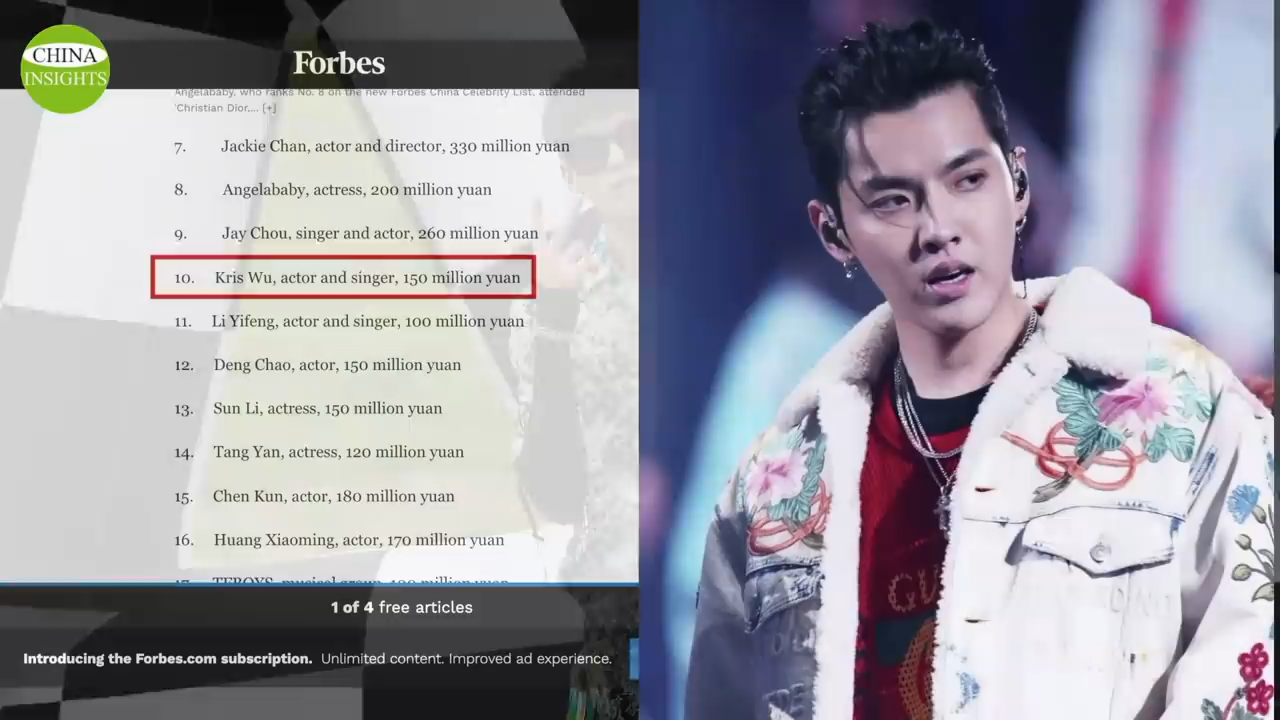 CHINA
INSIGHTS
Forbes
Angelababy, who ranks No. 8 on the new Forbes China Celebrity List, attended
'Christian Dior.... [+]
7. Jackie Chan, actor and director, 330 million yuan
8. Angelababy, actress, 200 million yuan
9. Jay Chou, singer and actor, 260 million yuan
10. Kris Wu, actor and singer, 150 million yuan
11. Li Yifeng, actor and singer, 100 million yuan
12. Deng Chao, actor, 150 million yuan
13. Sun Li, actress, 150 million yuan
14. Tang Yan, actress, 120 million yuan
15. Chen Kun, actor, 180 million yuan
16. Huang Xiaoming, actor, 170 million yuan
17. TFBOYS, musical group,
1 of 4 free articles
Introducing the Forbes.com subscription. Unlimited content. Improved ad experience.